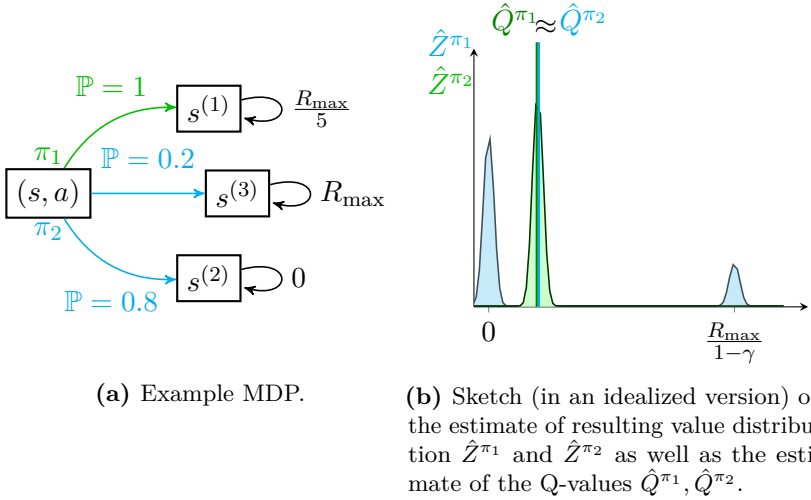 ℙ = 1
s^(1)
R_max/5
π_1
ℙ = 0.2
(s, a)
s^(3)
R_max
π_2
s^(2)
0
ℙ = 0.8
(a) Example MDP.
Q̂^π_1 ≈ Q̂^π_2
Ẑ^π_1
Ẑ^π_2
0
R_max/1−γ
(b) Sketch (in an idealized version) o
the estimate of resulting value distribu
tion Ẑ^π_1 and Ẑ^π_2 as well as the esti
mate of the Q-values Q̂^π_1, Q̂^π_2.